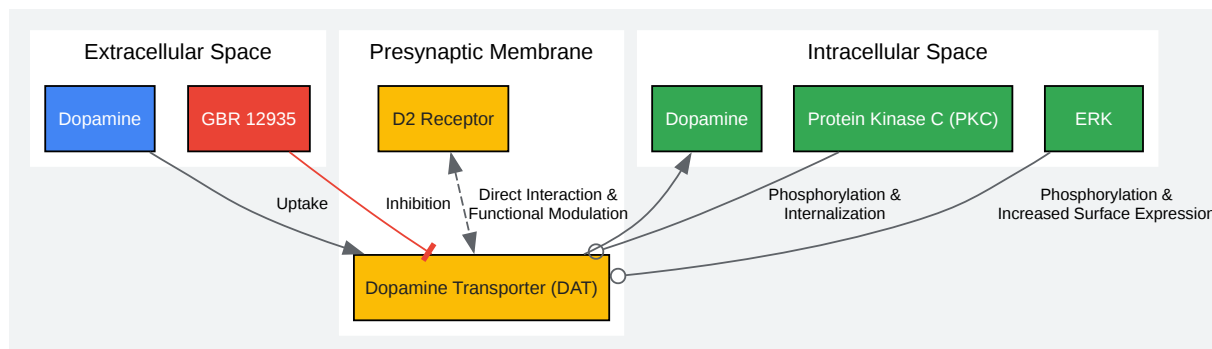 Extracellular Space
Presynaptic Membrane
Intracellular Space
Dopamine
GBR 12935
D2 Receptor
Dopamine
Protein Kinase C (PKC)
ERK
Uptake
Inhibition
Direct Interaction &
Functional Modulation
Phosphorylation &
Internalization
Phosphorylation &
Increased Surface Expression
Dopamine Transporter (DAT)